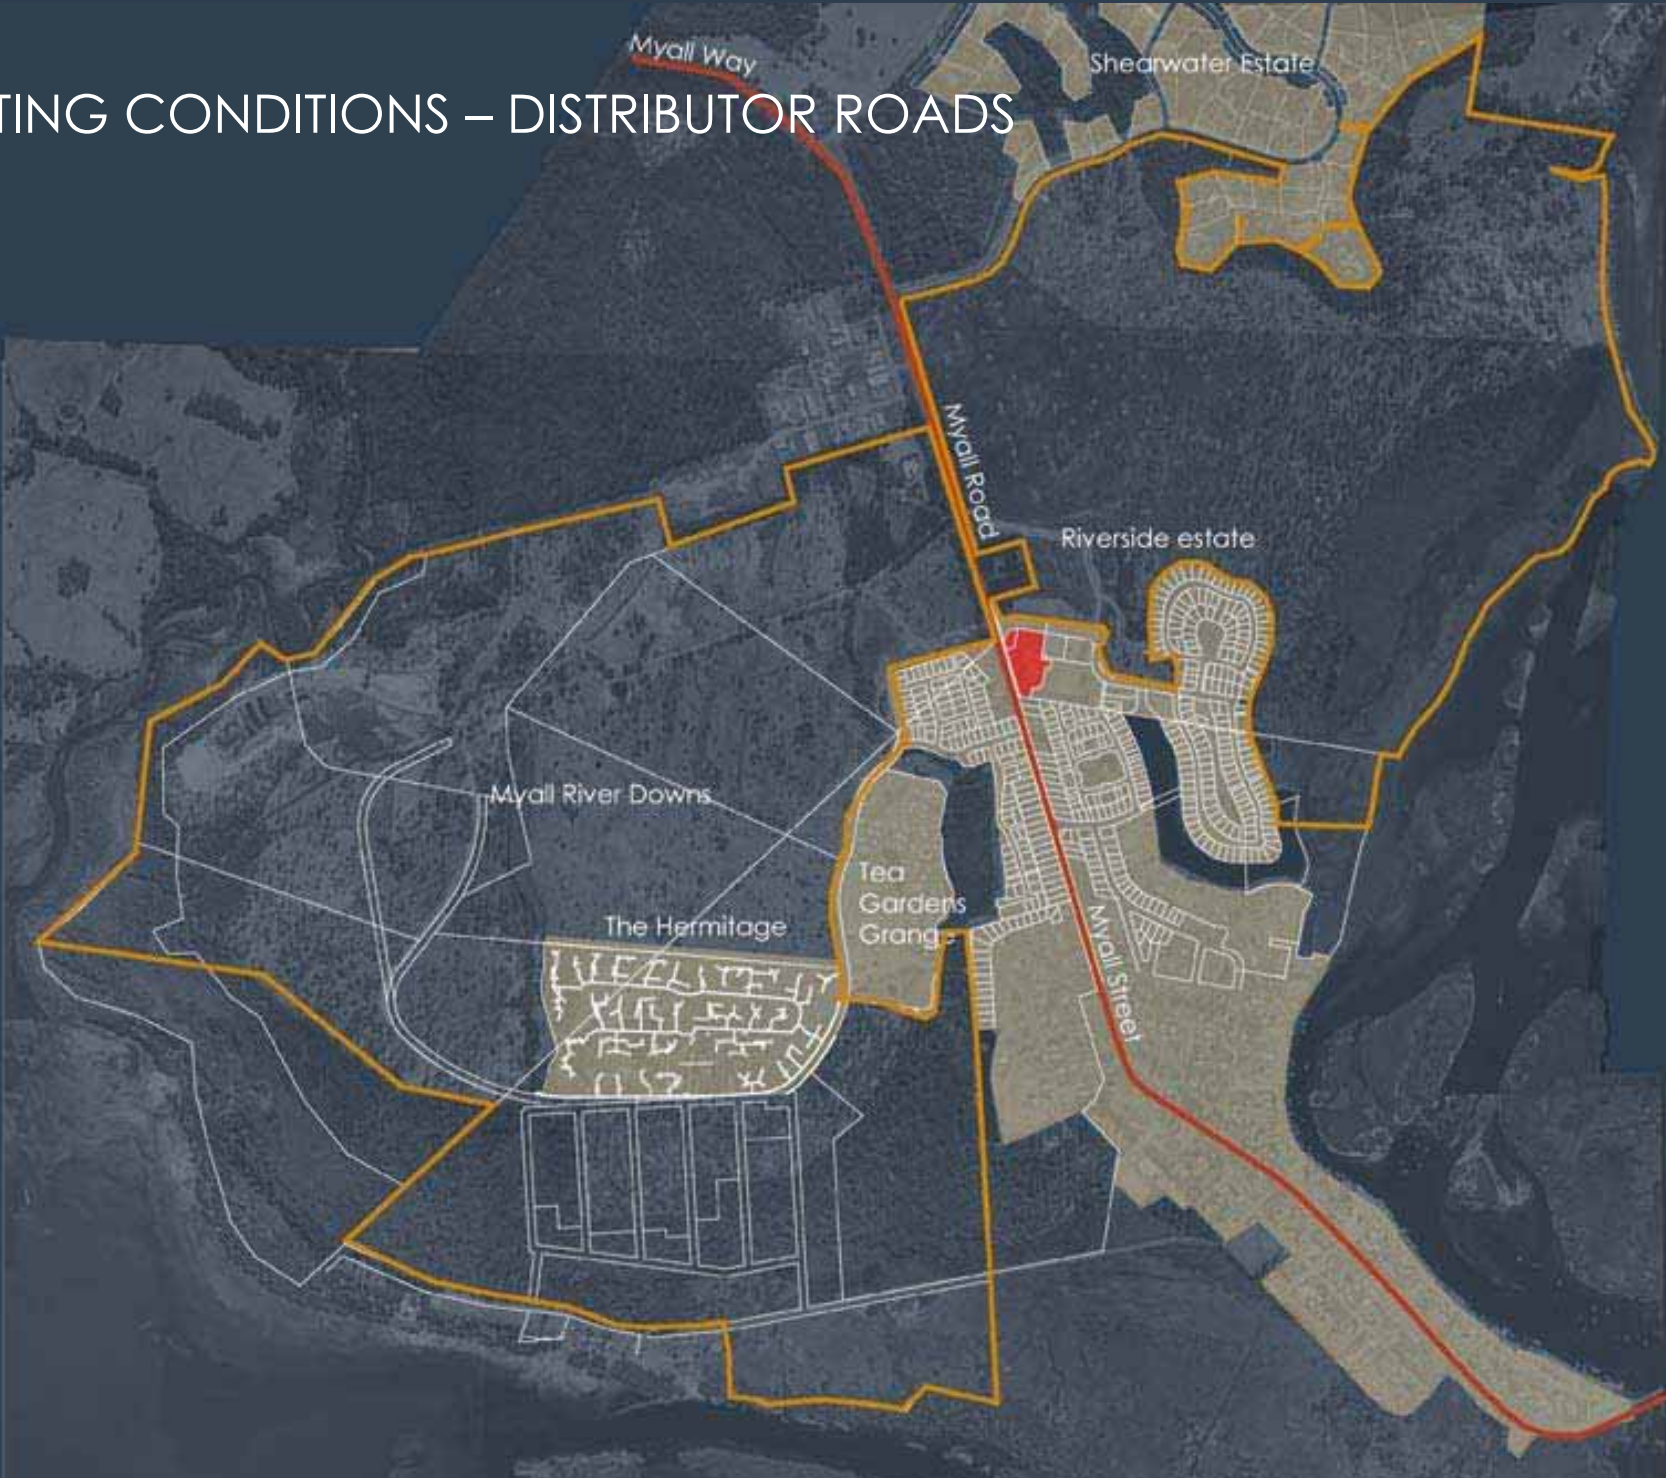 Myall Way
Shearwater Estate
TING CONDITIONS – DISTRIBUTOR ROADS
Myall Road
Riverside estate
Myall River Downs
Tea
Gardens
Grange
The Hermitage
Myall Street